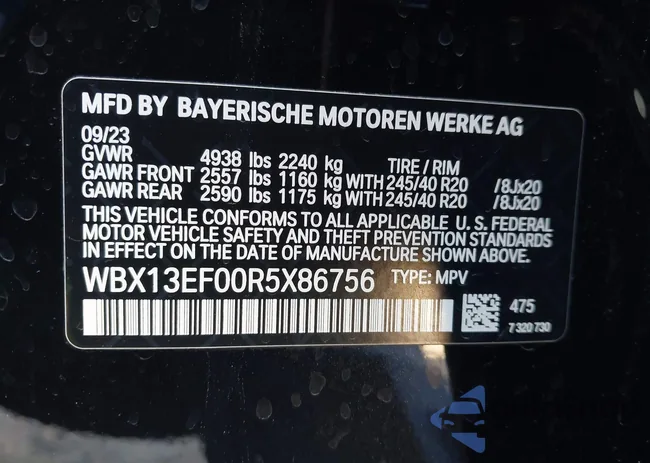 MFD BY BAYERISCHE MOTOREN WERKE AG
09/23
GVWR 4938 lbs 2240 kg TIRE / RIM
GAWR FRONT 2557 lbs 1160 kg WITH 245/40 R20 /8Jx20
GAWR REAR 2590 lbs 1175 kg WITH 245/40 R20 /8Jx20
THIS VEHICLE CONFORMS TO ALL APPLICABLE U. S. FEDERAL
MOTOR VEHICLE SAFETY AND THEFT PREVENTION STANDARDS
IN EFFECT ON THE DATE OF MANUFACTURE SHOWN ABOVE.
WBX13EF00R5X86756 TYPE: MPV
475
7 320 730